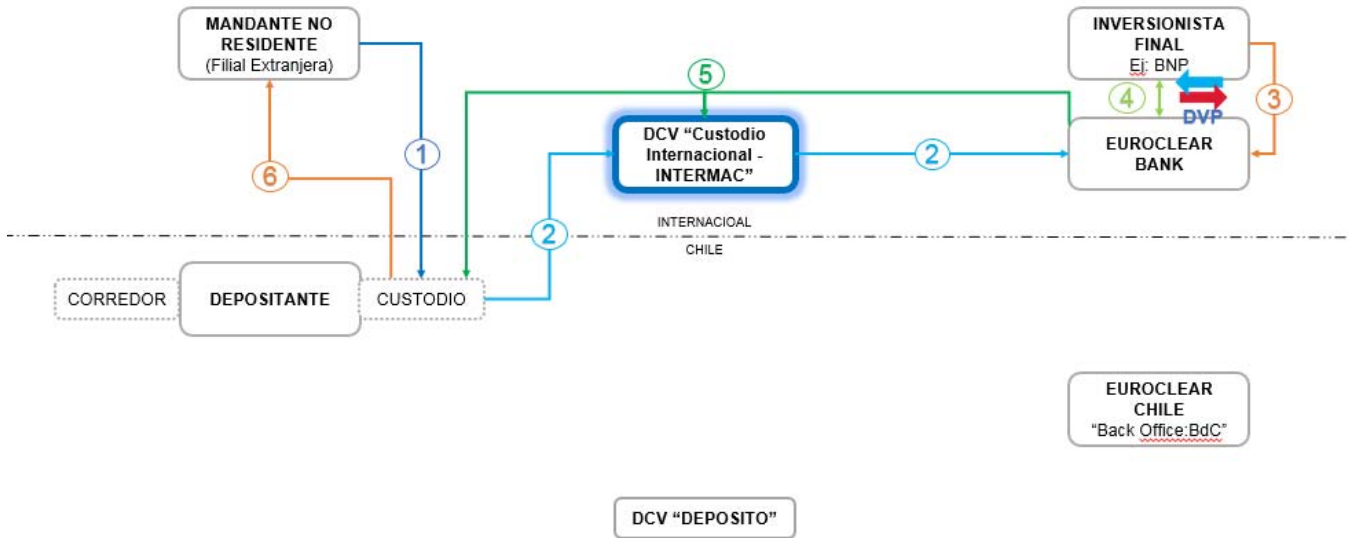 MANDANTE NO
RESIDENTE
(Filial Extranjera)
INVERSIONISTA
FINAL
Ej: BNP
5
4
3
DVP
DCV “Custodio
Internacional -
INTERMAC”
EUROCLEAR
BANK
1
2
6
2
INTERNACIOAL
CHILE
CORREDOR
DEPOSITANTE
CUSTODIO
EUROCLEAR
CHILE
“Back Office:BdC”
DCV “DEPOSITO”